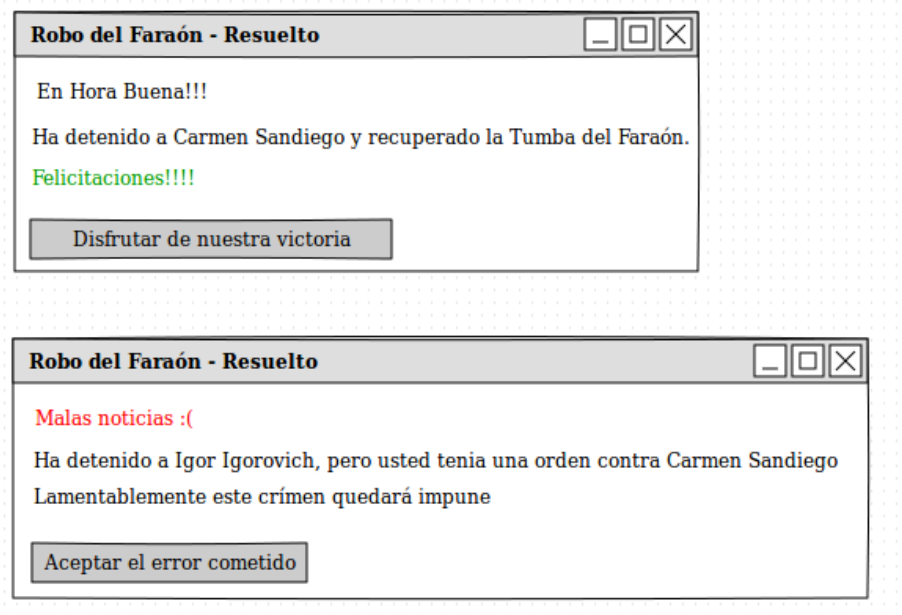 Robo del Faraón - Resuelto
En Hora Buena!!!
Ha detenido a Carmen Sandiego y recuperado la Tumba del Faraón.
Felicitaciones!!!!
Disfrutar de nuestra victoria
Robo del Faraón - Resuelto
Malas noticias :(
Ha detenido a Igor Igorovich, pero usted tenia una orden contra Carmen Sandiego
Lamentablemente este crímen quedará impune
Aceptar el error cometido